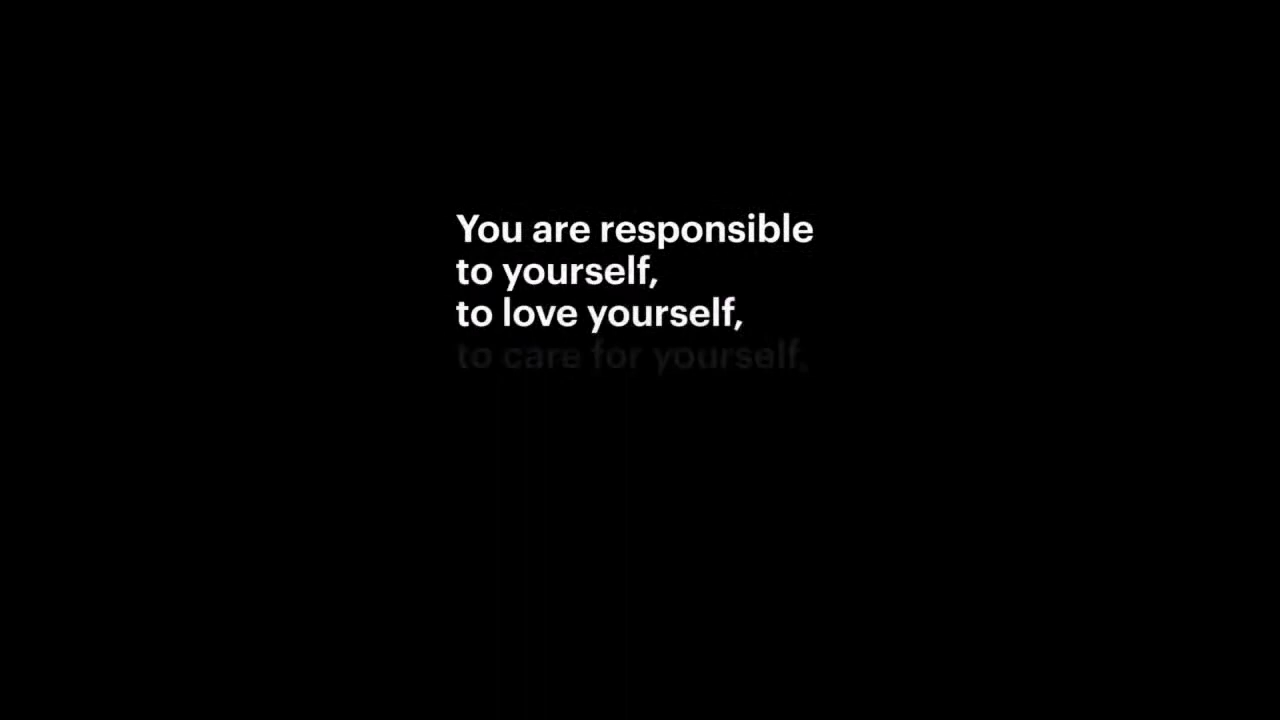 You are responsible
to yourself,
to love yourself,
to care for yourself,